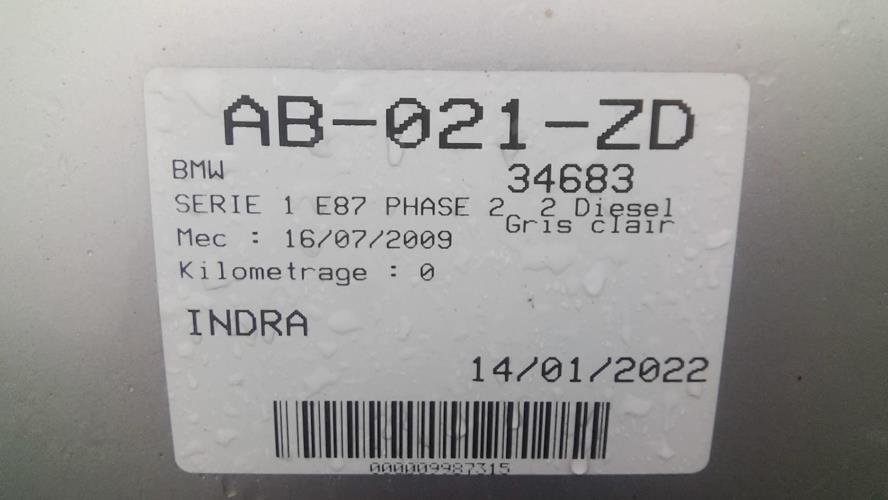 AB-021-ZD
BMW
34683
SERIE 1 E87 PHASE 2 2 Diesel
Gris clair
Mec : 16/07/2009
Kilometrage : 0
INDRA
14/01/2022
000009987315